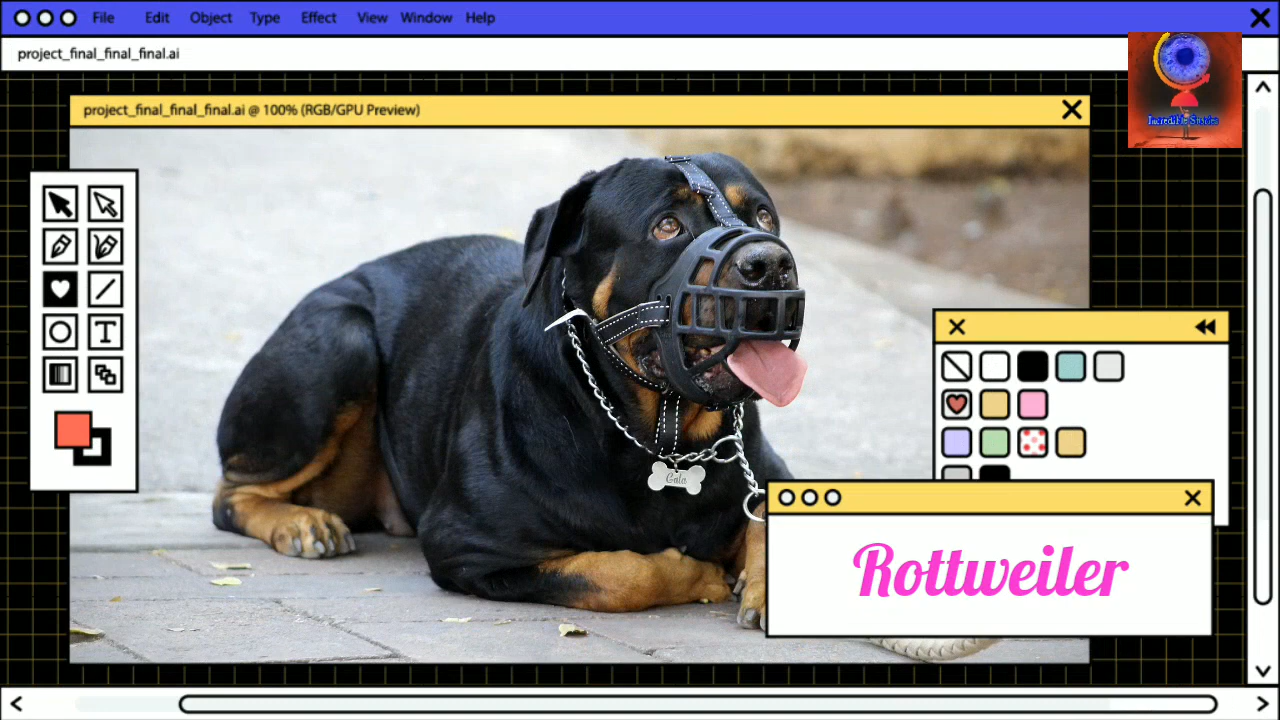 File Edit Object Type Effect View Window Help
project_final_final_final.ai
project_final_final_final.ai @ 100% (RGB/GPU Preview)
T
Gala
Rottweiler